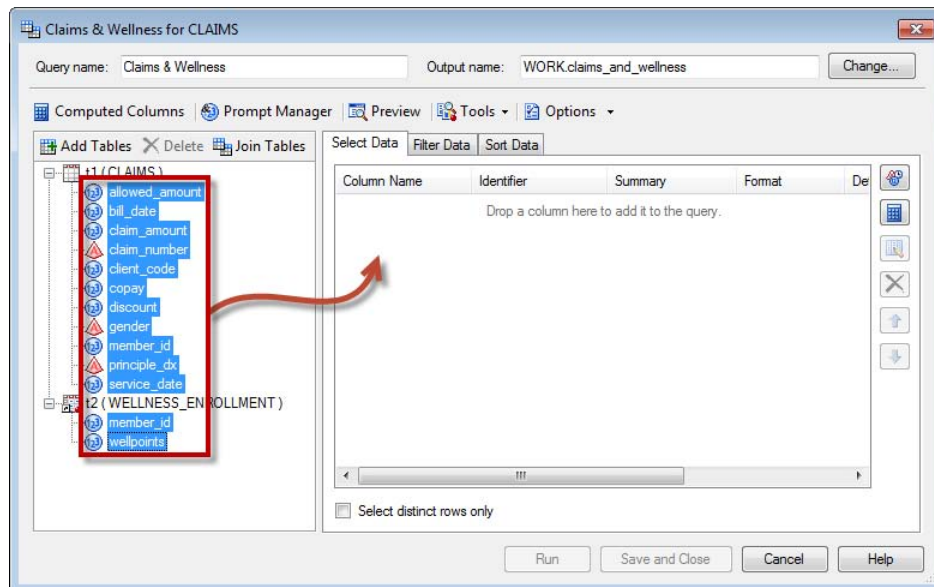 Claims & Wellness for CLAIMS
Query name: Claims & Wellness Output name: WORK.claims_and_wellness Change...
Computed Columns Prompt Manager Preview Tools Options
Add Tables Delete Join Tables
Select Data Filter Data Sort Data
t1 (CLAIMS)
allowed_amount
bill_date
claim_amount
claim_number
client_code
copay
discount
gender
member_id
principle_dx
service_date
t2 (WELLNESS_ENROLLMENT)
member_id
wellpoints
Column Name Identifier Summary Format De
Drop a column here to add it to the query.
Select distinct rows only
Run Save and Close Cancel Help